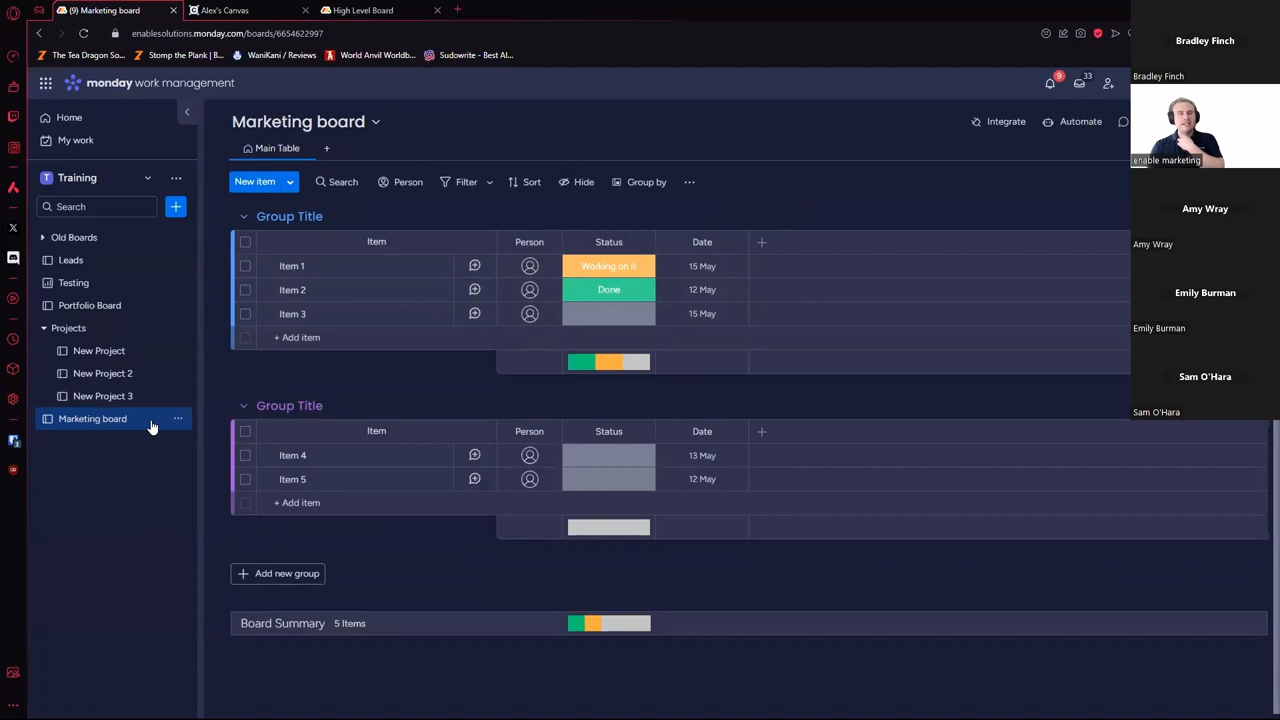 (9) Marketing board
Alex's Canvas
High Level Board
enablesolutions.monday.com/boards/6654622997
The Tea Dragon So...
Stomp the Plank | B...
WaniKani / Reviews
World Anvil Worldb...
Sudowrite - Best AI...
monday work management
9
33
Home
My work
T Training
Search
Old Boards
Leads
Testing
Portfolio Board
Projects
New Project
New Project 2
New Project 3
Marketing board
Marketing board
Integrate
Automate
Main Table
New item
Search
Person
Filter
Sort
Hide
Group by
Group Title
Item Person Status Date
Item 1 Working on it 15 May
Item 2 Done 12 May
Item 3 15 May
+ Add item
Group Title
Item Person Status Date
Item 4 13 May
Item 5 12 May
+ Add item
Add new group
Board Summary 5 Items
Bradley Finch
Bradley Finch
enable marketing
Amy Wray
Amy Wray
Emily Burman
Emily Burman
Sam O'Hara
Sam O'Hara